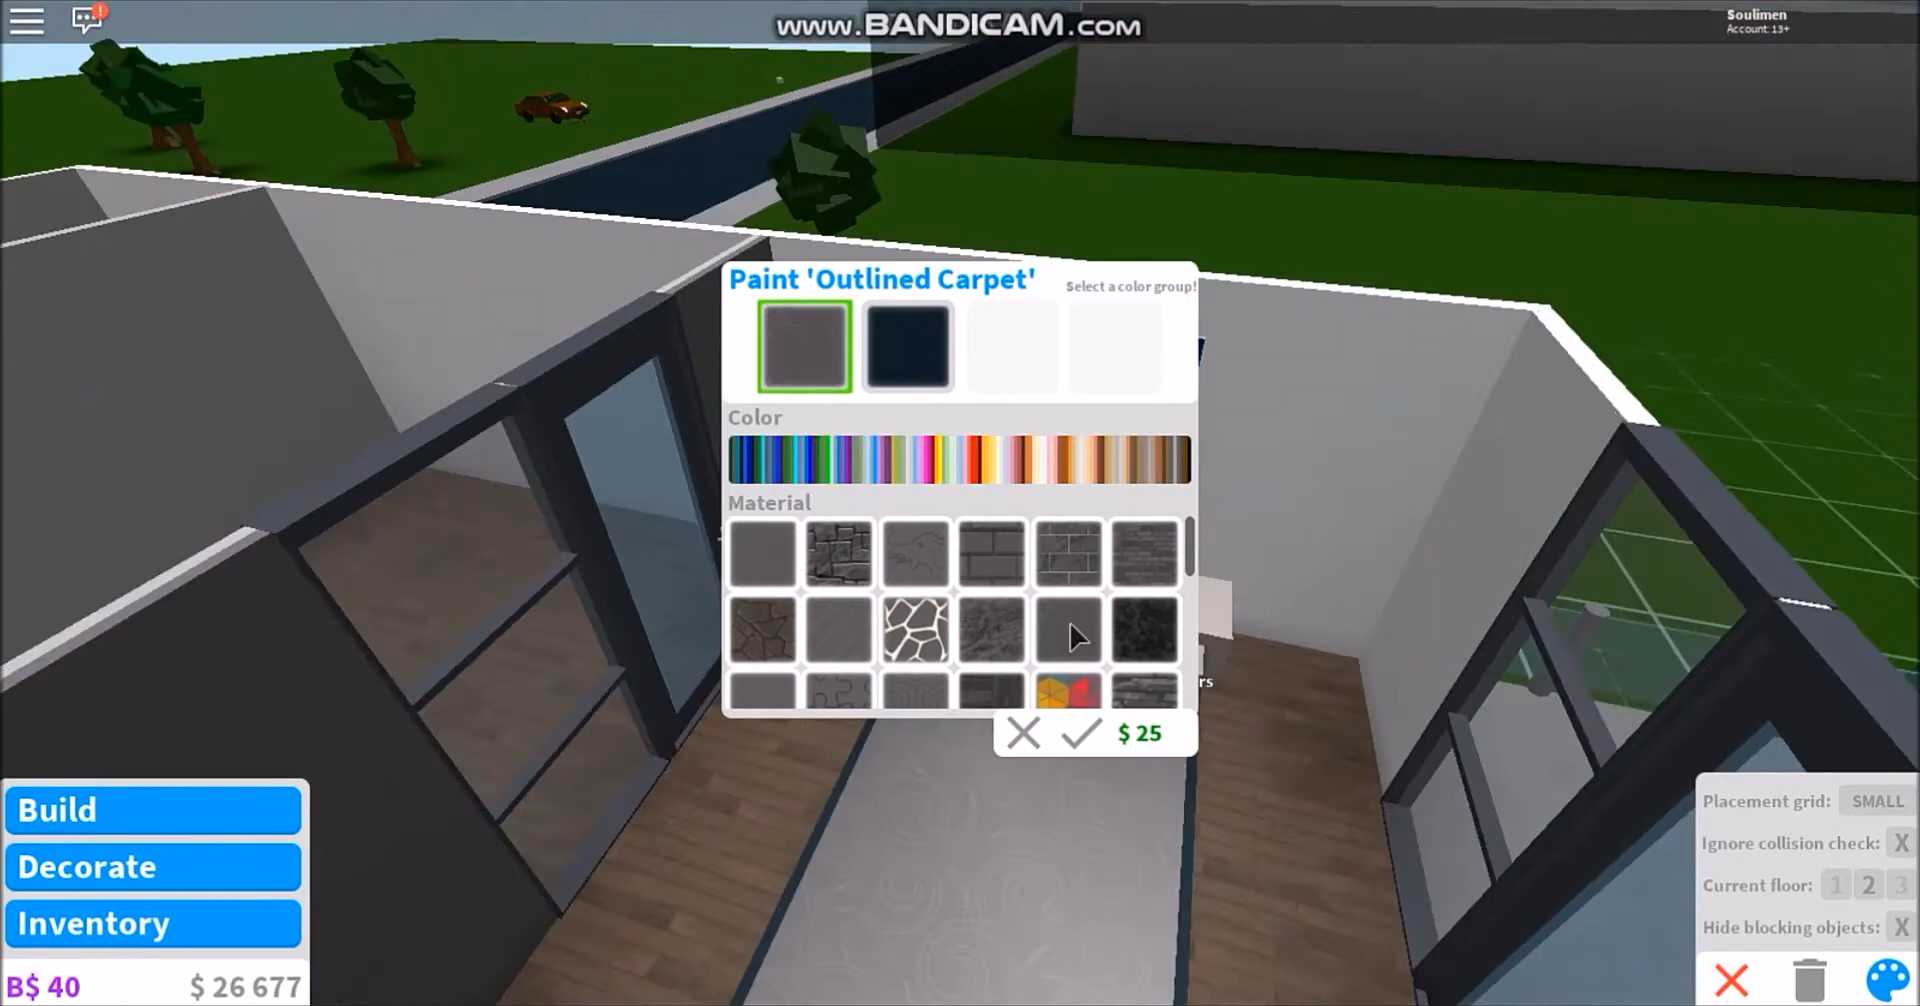 www.BANDICAM.com
Soulimen
Account: 13+
Paint 'Outlined Carpet'
Select a color group!
Color
Material
rs
$ 25
Build
Decorate
Inventory
B$ 40
$ 26 677
Placement grid: SMALL
Ignore collision check: X
Current floor: 1 2 3
Hide blocking objects: X